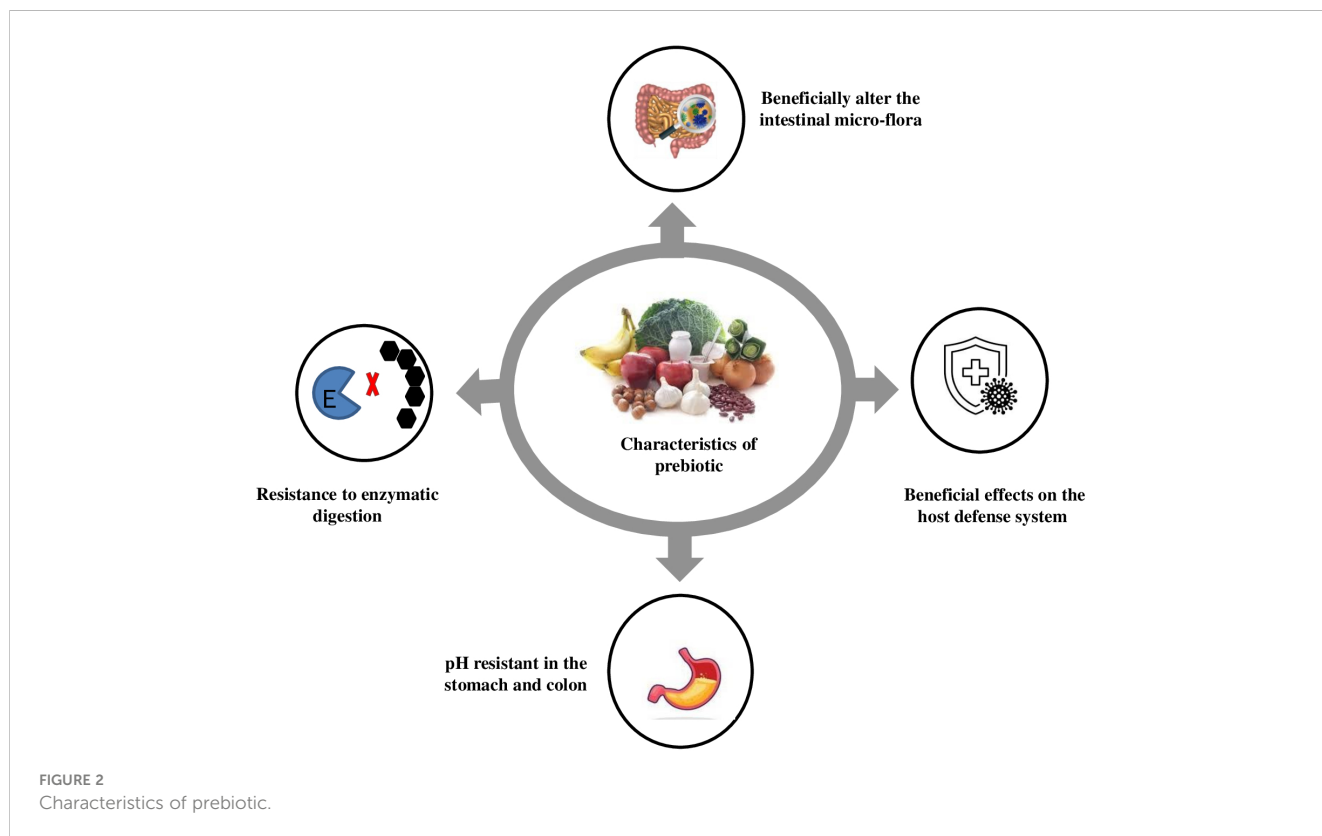 Beneficially alter the
intestinal micro-flora
E
X
Characteristics of
prebiotic
Resistance to enzymatic
digestion
Beneficial effects on the
host defense system
pH resistant in the
stomach and colon
FIGURE 2
Characteristics of prebiotic.